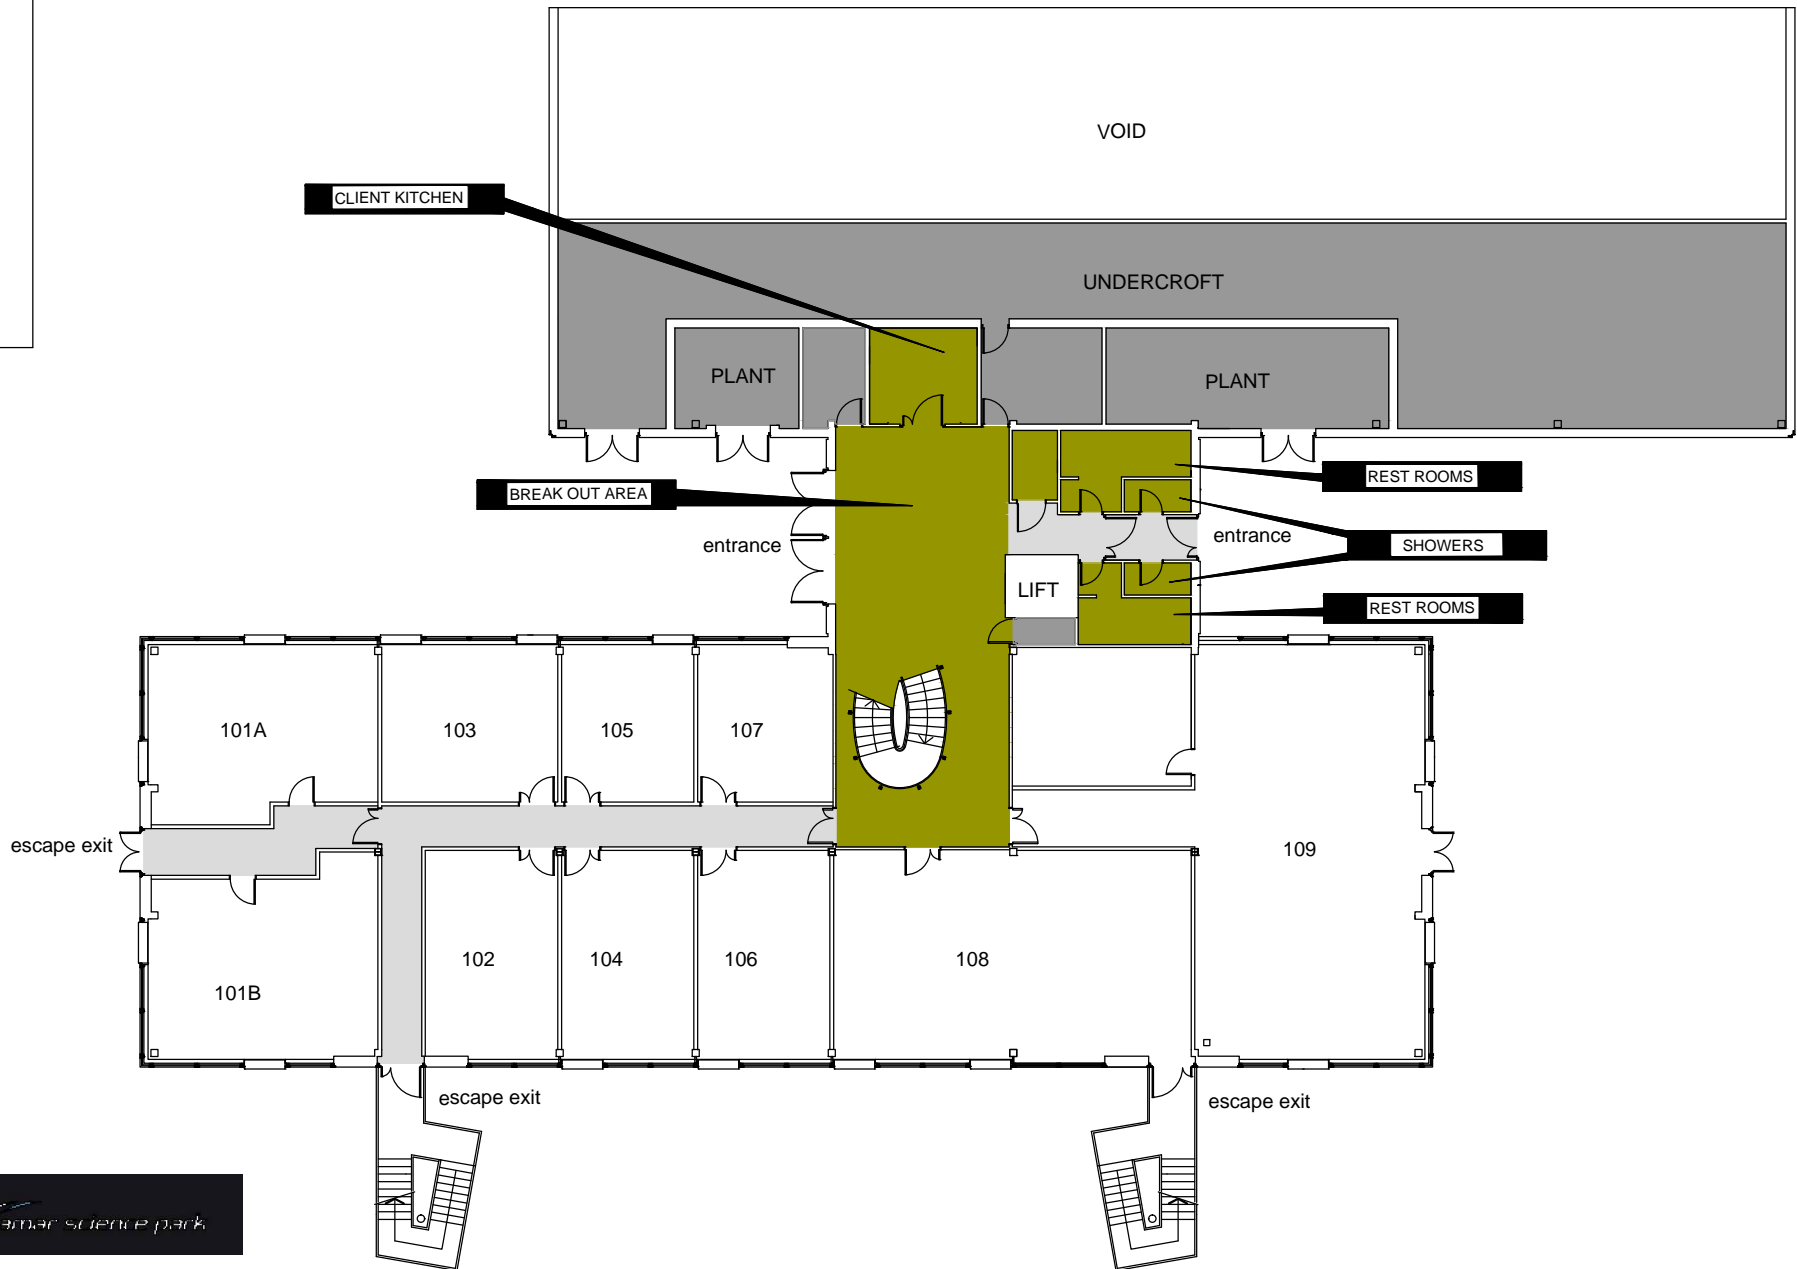 VOID
CLIENT KITCHEN
UNDERCROFT
PLANT
PLANT
REST ROOMS
BREAK OUT AREA
entrance
entrance
SHOWERS
LIFT
REST ROOMS
101A
103
105
107
escape exit
109
102
104
106
108
101B
escape exit
escape exit
amar science park